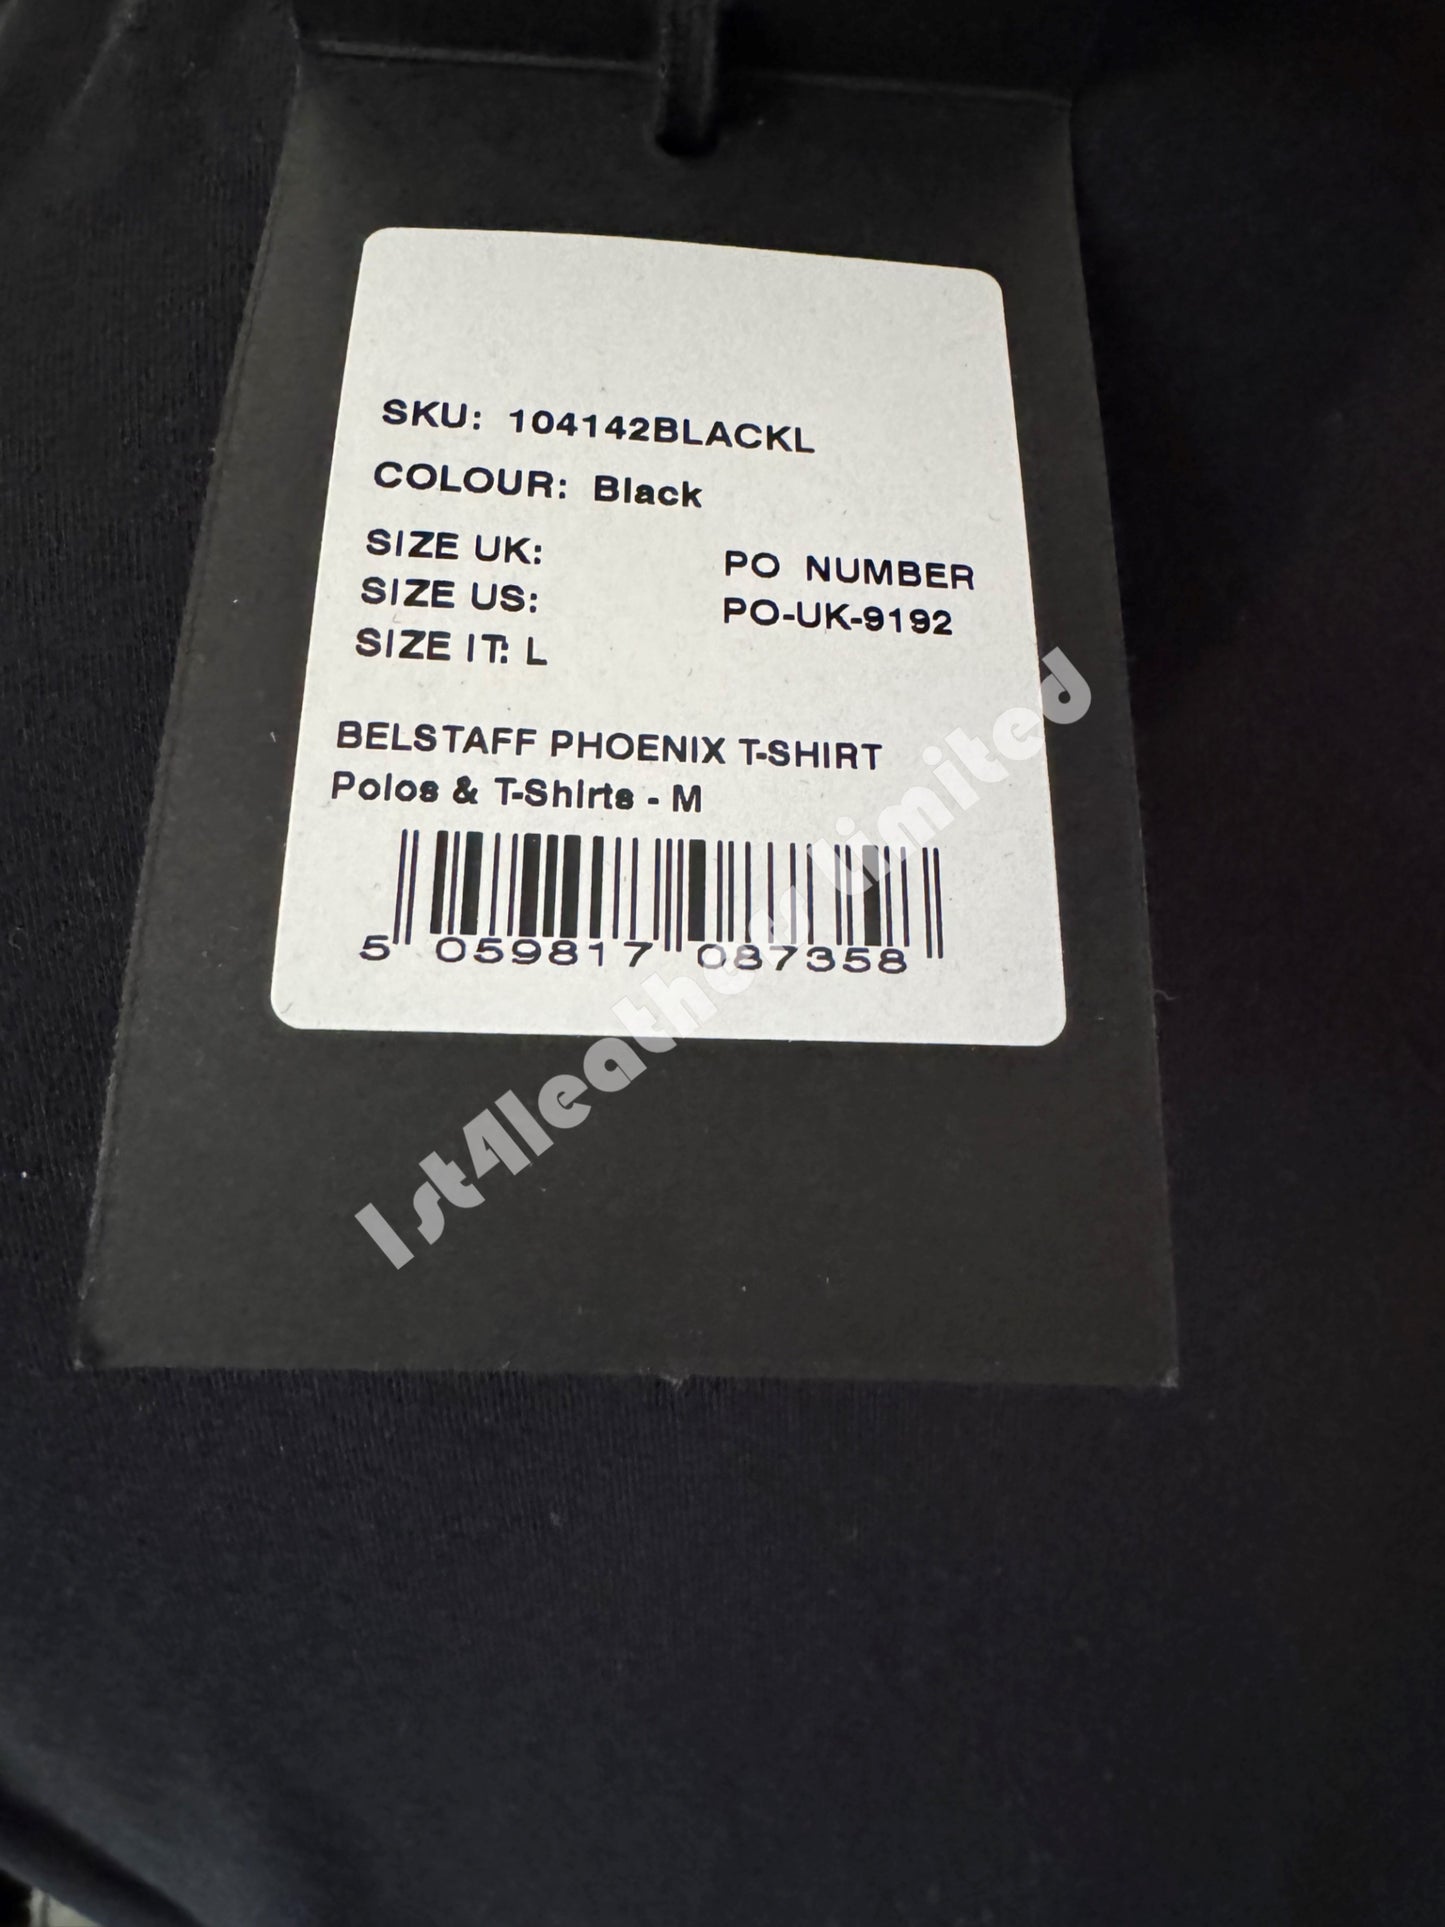 SKU: 104142BLACKL
COLOUR: Black
SIZE UK:
SIZE US:
SIZE IT: L
PO NUMBER
PO-UK-9192
BELSTAFF PHOENIX T-SHIRT
Polos & T-Shirts - M
5 059817 087358
1st4leathers limited